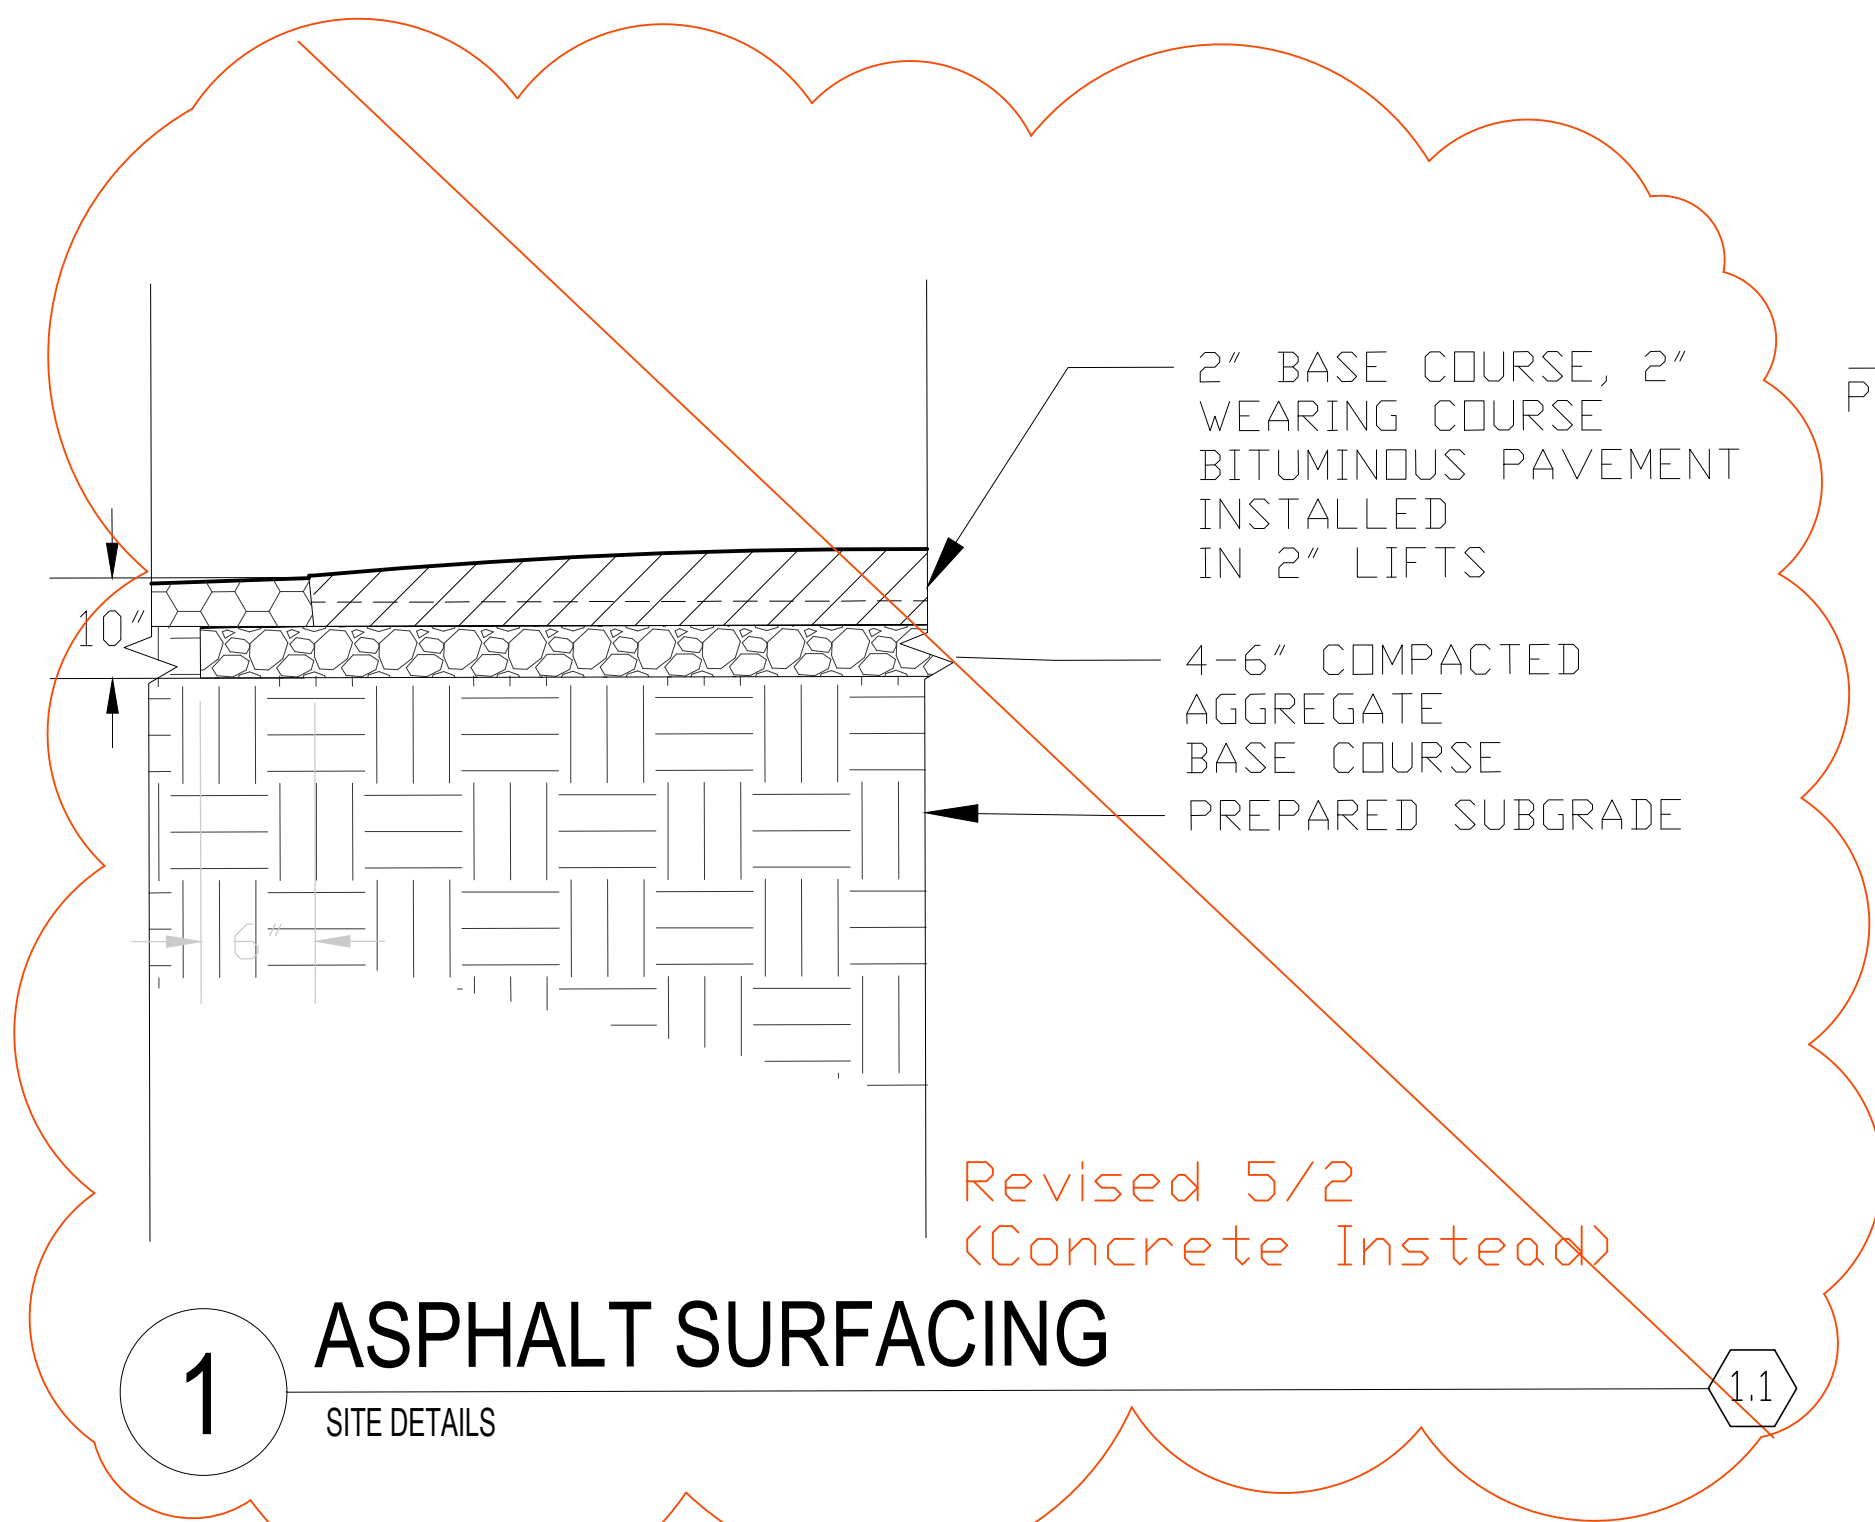 2" BASE COURSE, 2"
WEARING COURSE
BITUMINOUS PAVEMENT
INSTALLED
IN 2" LIFTS
P
10"
4-6" COMPACTED
AGGREGATE
BASE COURSE
PREPARED SUBGRADE
6"
Revised 5/2
(Concrete Instead)
1
ASPHALT SURFACING
SITE DETAILS
1.1